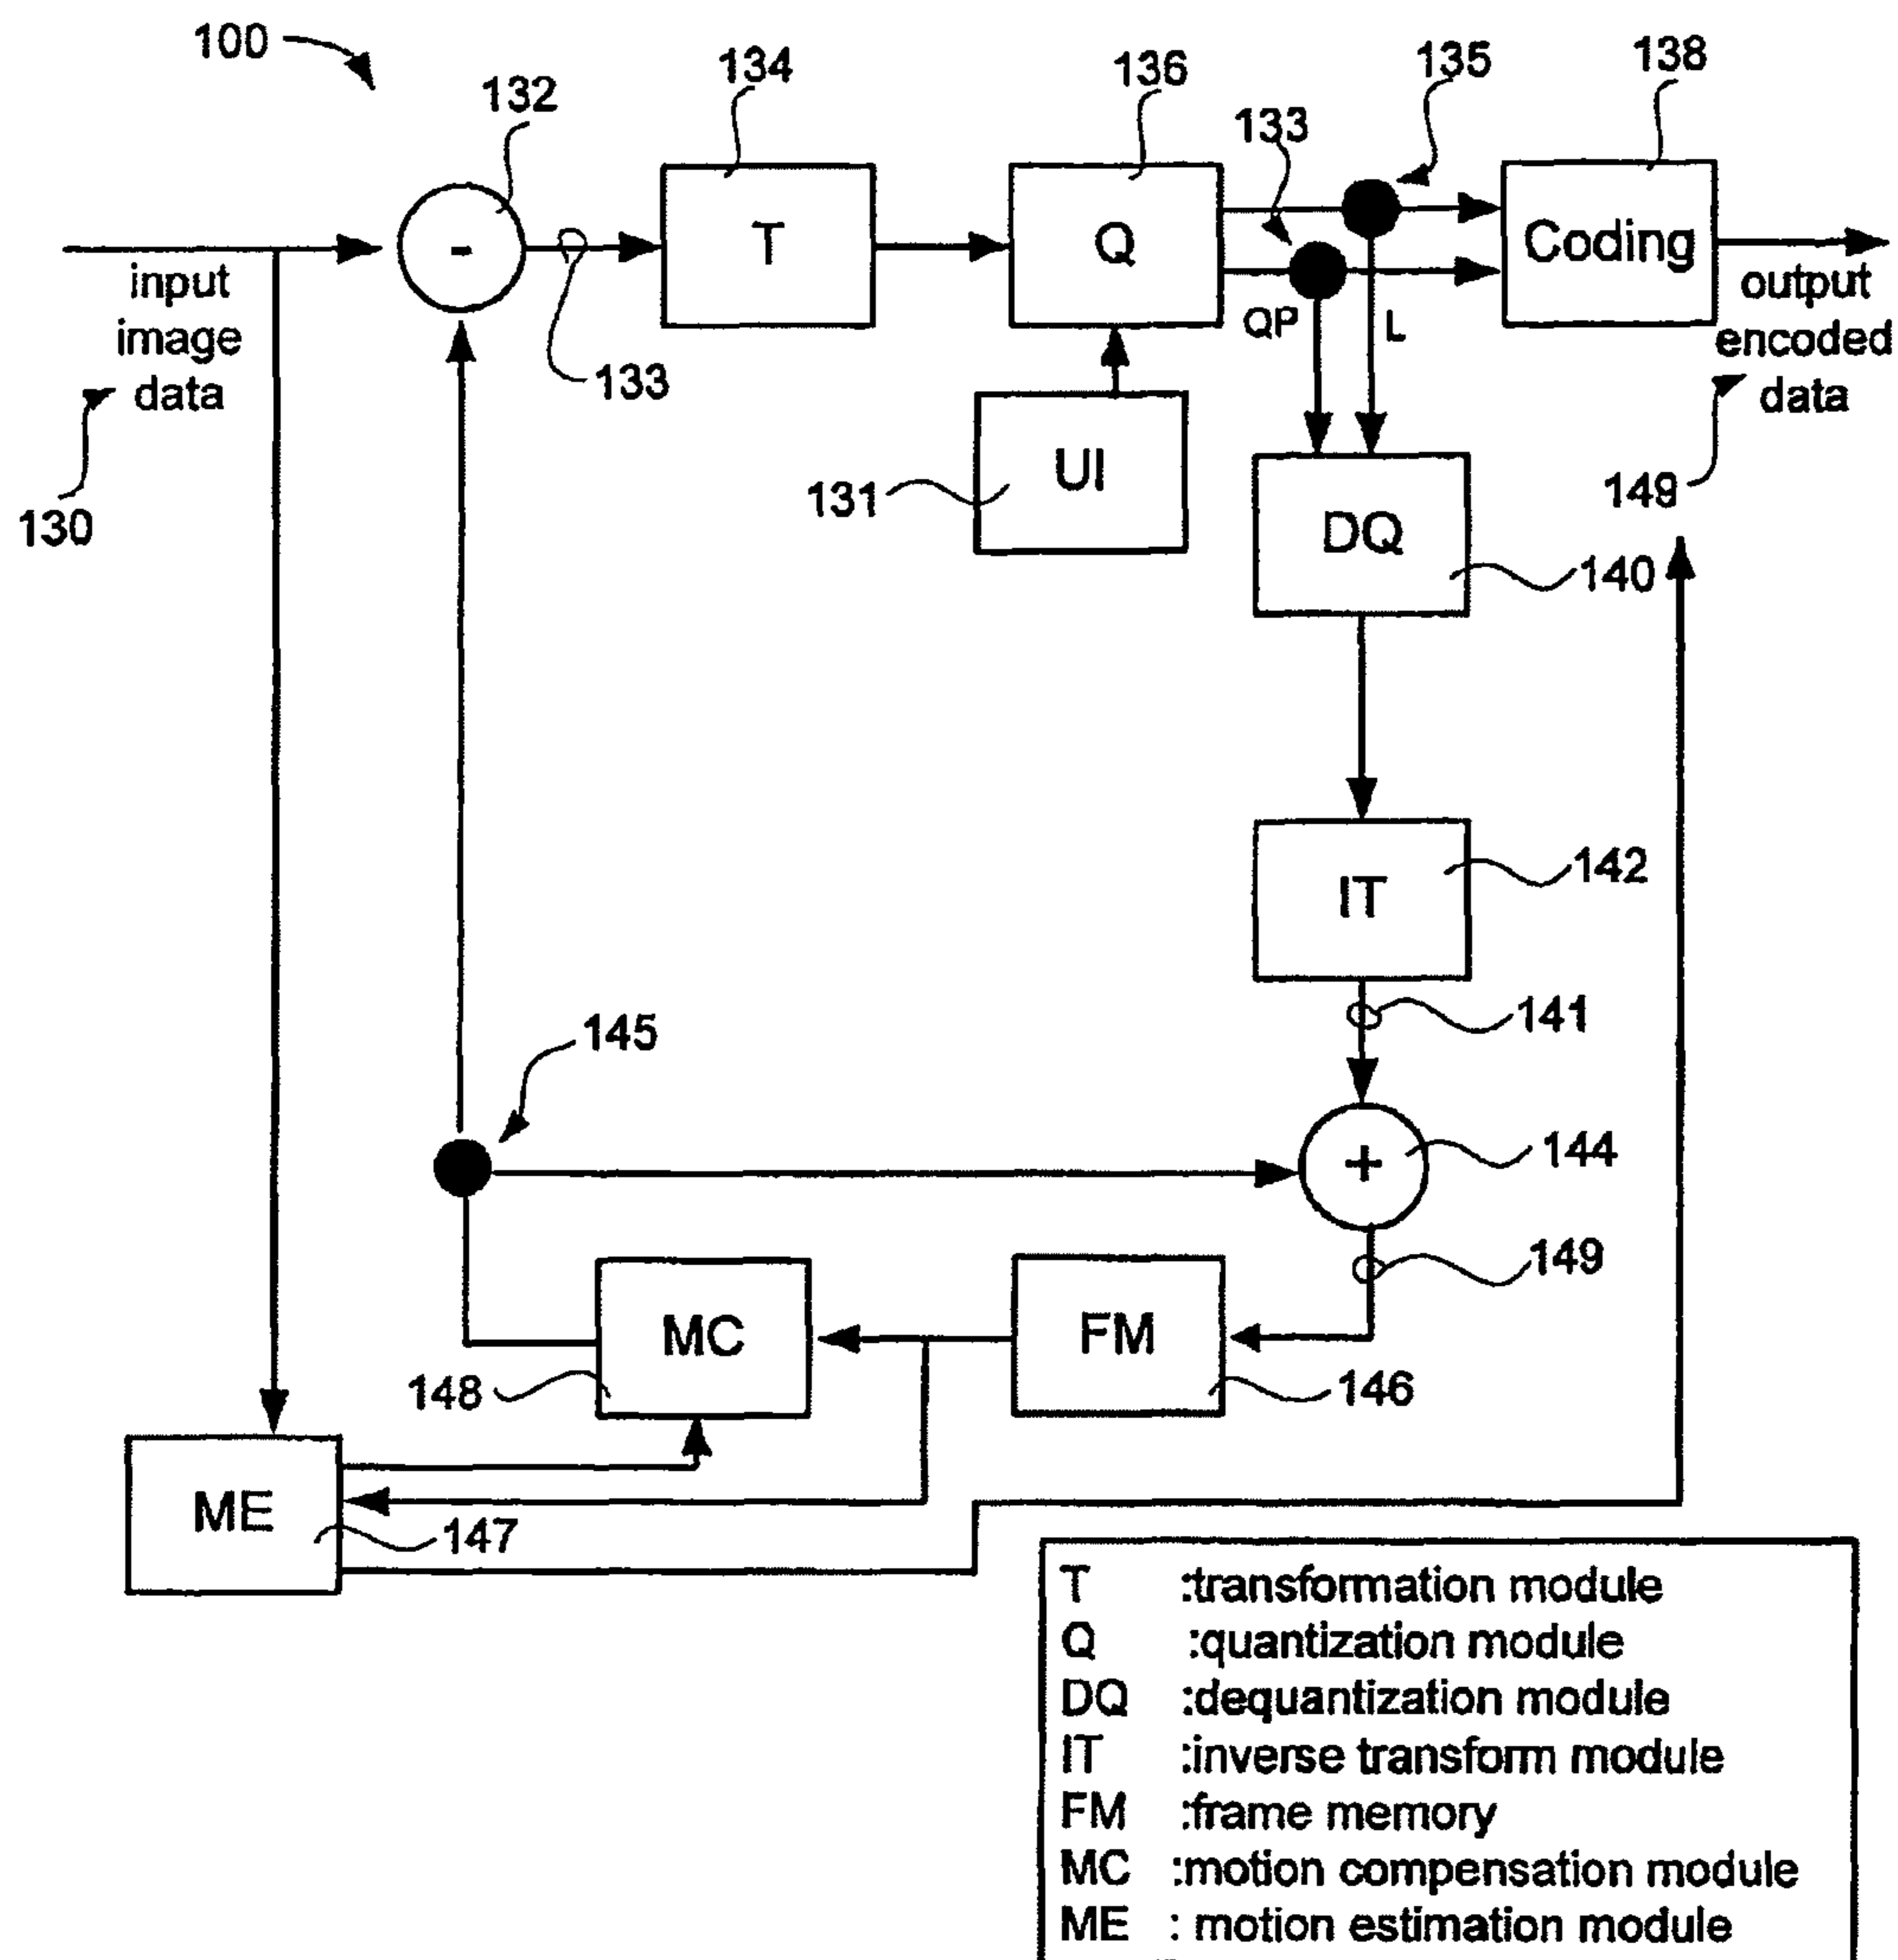 100
132
134
136
135
138
133
-
T
Q
Coding
input
image
data
130
133
QP
L
output
encoded
data
149
131
UI
DQ
140
IT
142
141
145
+
144
149
MC
148
FM
146
ME
147
T :transformation module
Q :quantization module
DQ :dequantization module
IT :inverse transform module
FM :frame memory
MC :motion compensation module
ME : motion estimation module